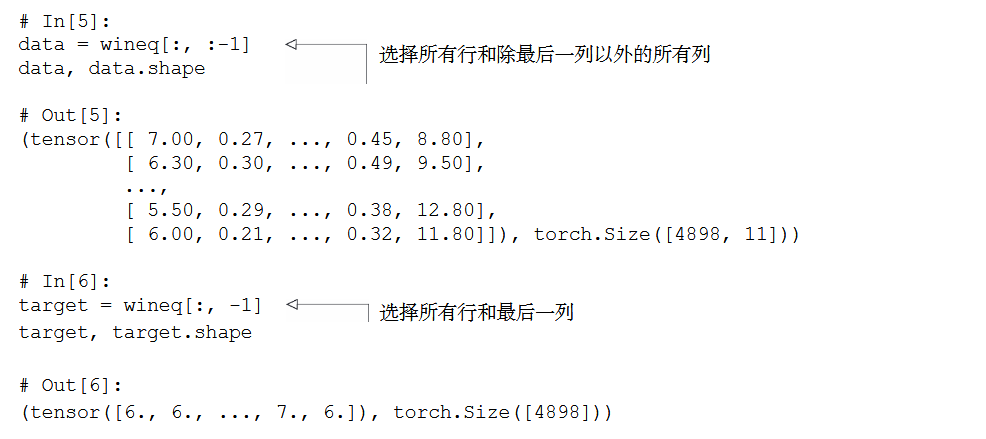 # In[5]:
data = wineq[:, :-1]
选择所有行和除最后一列以外的所有列
data, data.shape
# Out[5]:
(tensor([[ 7.00, 0.27, ..., 0.45, 8.80],
[ 6.30, 0.30, ..., 0.49, 9.50],
...,
[ 5.50, 0.29, ..., 0.38, 12.80],
[ 6.00, 0.21, ..., 0.32, 11.80]]), torch.Size([4898, 11]))
# In[6]:
target = wineq[:, -1]
选择所有行和最后一列
target, target.shape
# Out[6]:
(tensor([6., 6., ..., 7., 6.]), torch.Size([4898]))